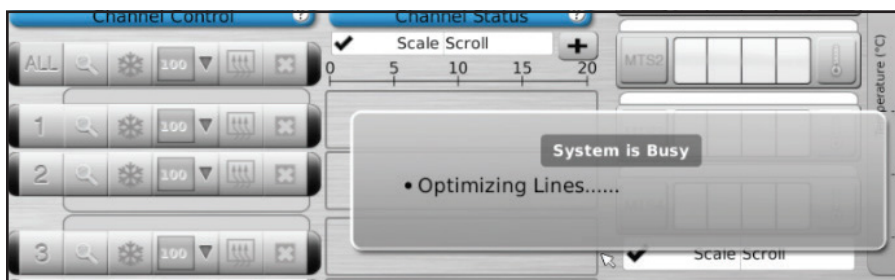 Channel Control ?
Channel Status ?
Scale Scroll +
0 5 10 15 20
ALL 100
MTS2
1 100
2 100
3 100
System is Busy
• Optimizing Lines......
Scale Scroll